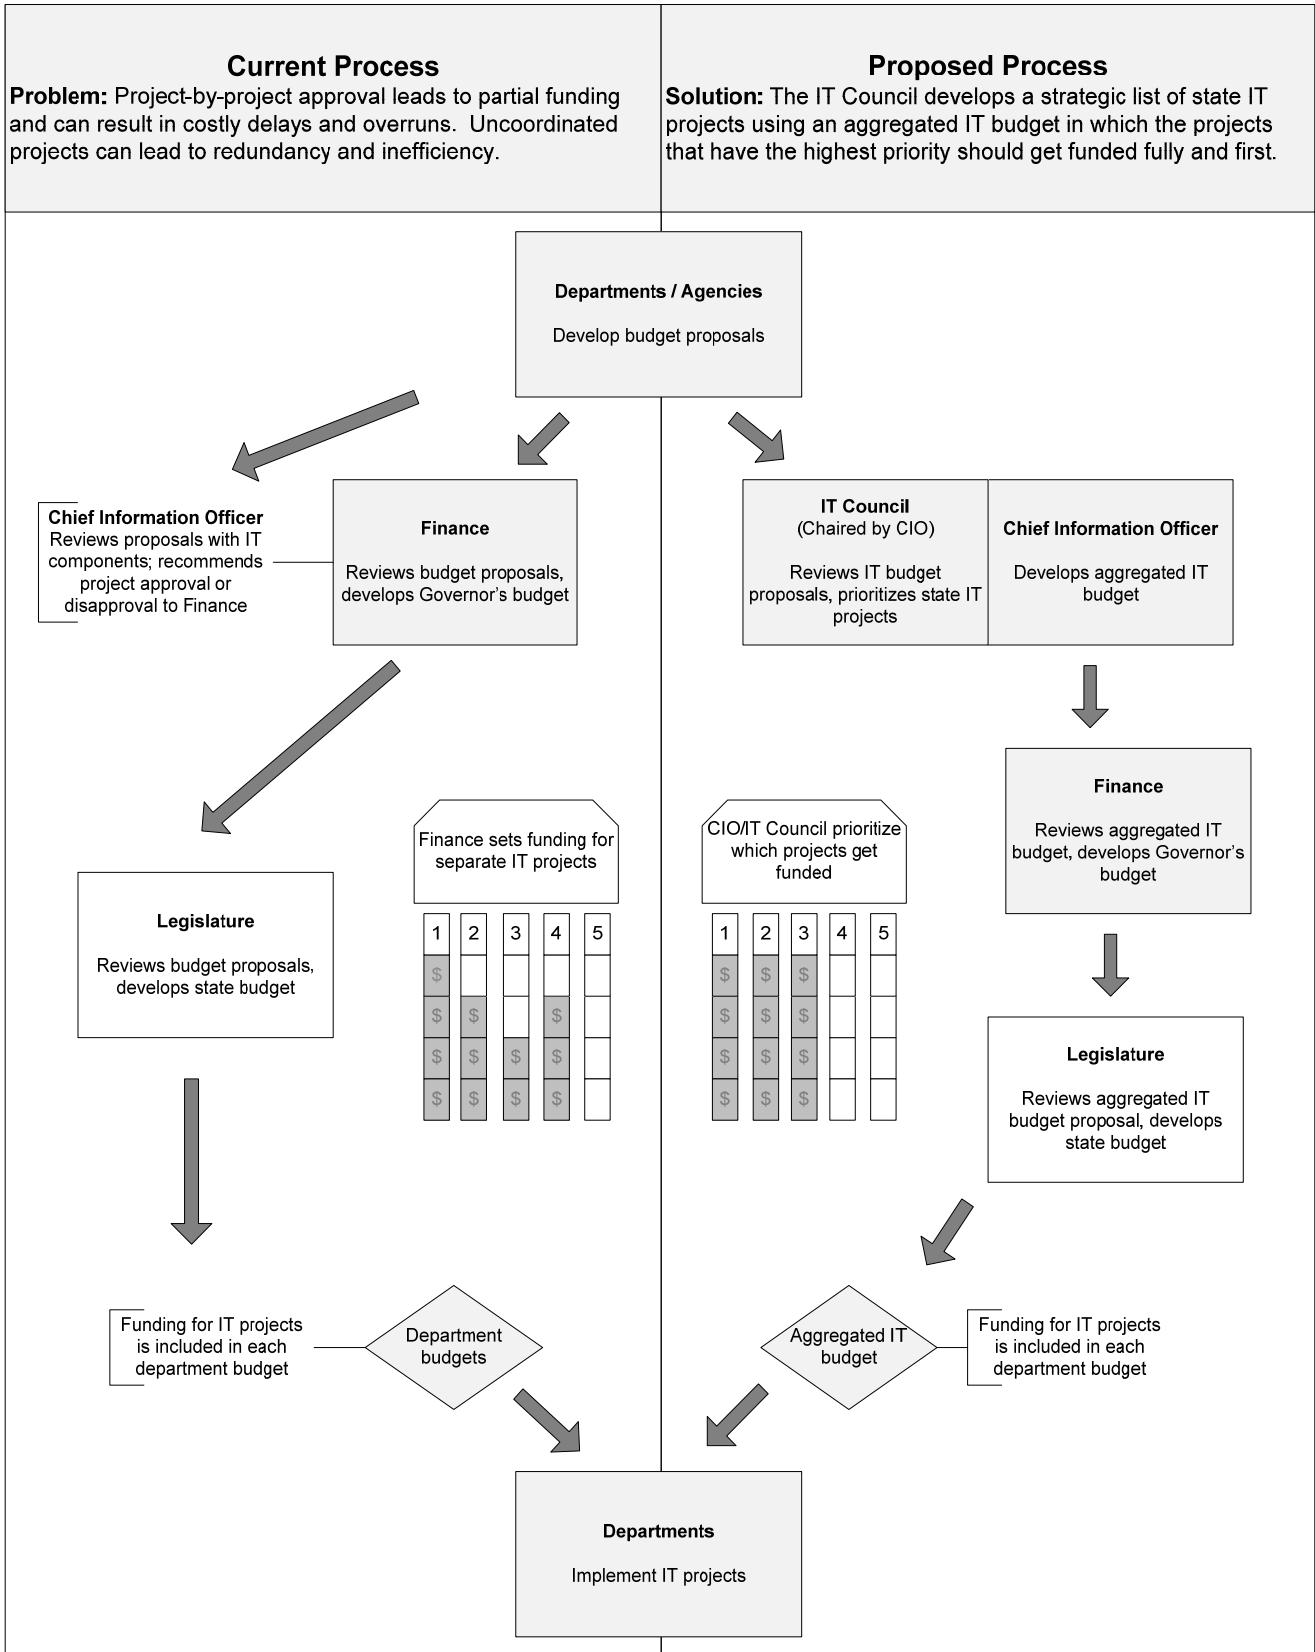 Current Process
Problem: Project-by-project approval leads to partial funding
and can result in costly delays and overruns.  Uncoordinated
projects can lead to redundancy and inefficiency.
Proposed Process
Solution: The IT Council develops a strategic list of state IT
projects using an aggregated IT budget in which the projects
that have the highest priority should get funded fully and first.
Departments / Agencies
Develop budget proposals
Chief Information Officer
Reviews proposals with IT
components; recommends
project approval or
disapproval to Finance
Finance
Reviews budget proposals,
develops Governor's budget
IT Council
(Chaired by CIO)
Reviews IT budget
proposals, prioritizes state IT
projects
Chief Information Officer
Develops aggregated IT
budget
Finance
Reviews aggregated IT
budget, develops Governor's
budget
Finance sets funding for
separate IT projects
CIO/IT Council prioritize
which projects get
funded
Legislature
Reviews budget proposals,
develops state budget
1 2 3 4 5
$
$ $ $
$ $ $ $
$ $ $ $
1 2 3 4 5
$ $ $
$ $ $
$ $ $
$ $ $
Legislature
Reviews aggregated IT
budget proposal, develops
state budget
Funding for IT projects
is included in each
department budget
Department
budgets
Aggregated IT
budget
Funding for IT projects
is included in each
department budget
Departments
Implement IT projects